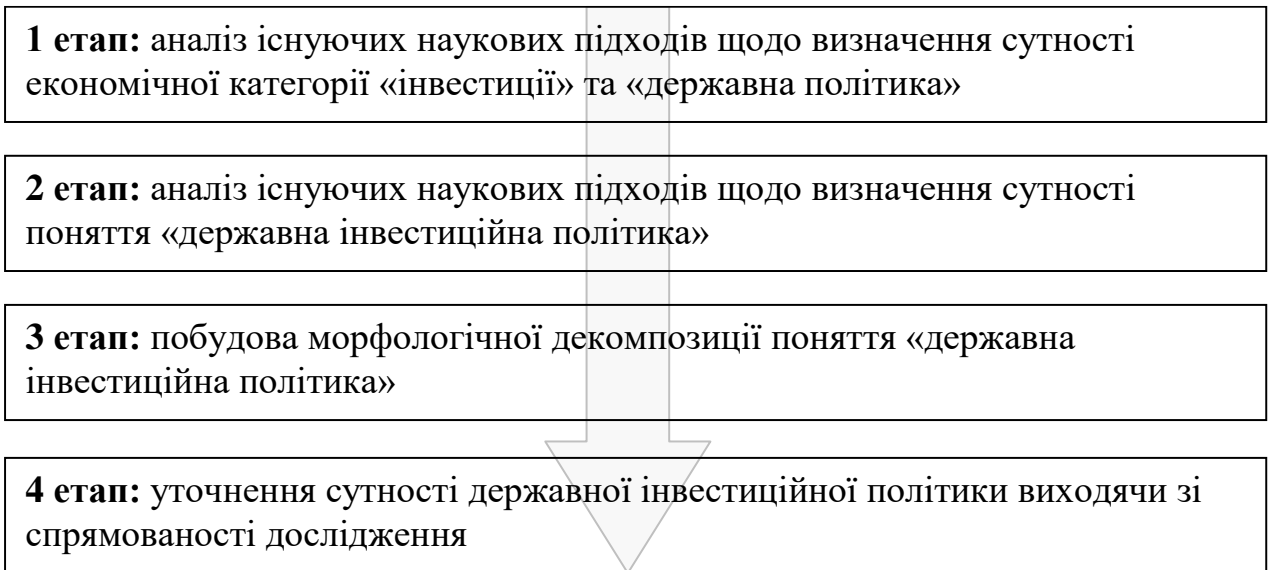 1 етап: аналіз існуючих наукових підходів щодо визначення сутності
економічної категорії «інвестиції» та «державна політика»
2 етап: аналіз існуючих наукових підходів щодо визначення сутності
поняття «державна інвестиційна політика»
3 етап: побудова морфологічної декомпозиції поняття «державна
інвестиційна політика»
4 етап: уточнення сутності державної інвестиційної політики виходячи зі
спрямованості дослідження